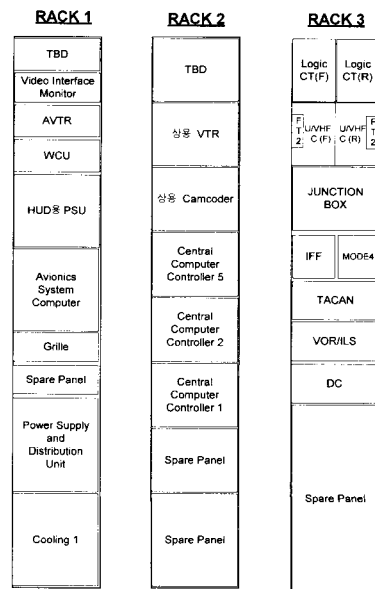 RACK 1
TBD
Video Interface
Monitor
AVTR
WCU
HUD용 PSU
Avionics
System
Computer
Grille
Spare Panel
Power Supply
and
Distribution
Unit
Cooling 1
RACK 2
TBD
상용 VTR
상용 Camcoder
Central
Computer
Controller 5
Central
Computer
Controller 2
Central
Computer
Controller 1
Spare Panel
Spare Panel
RACK 3
Logic
CT(F)
Logic
CT(R)
F
T
2
U/VHF
C (F)
U/VHF
C (R)
F
T
2
JUNCTION
BOX
IFF
MODE4
TACAN
VOR/ILS
DC
Spare Panel